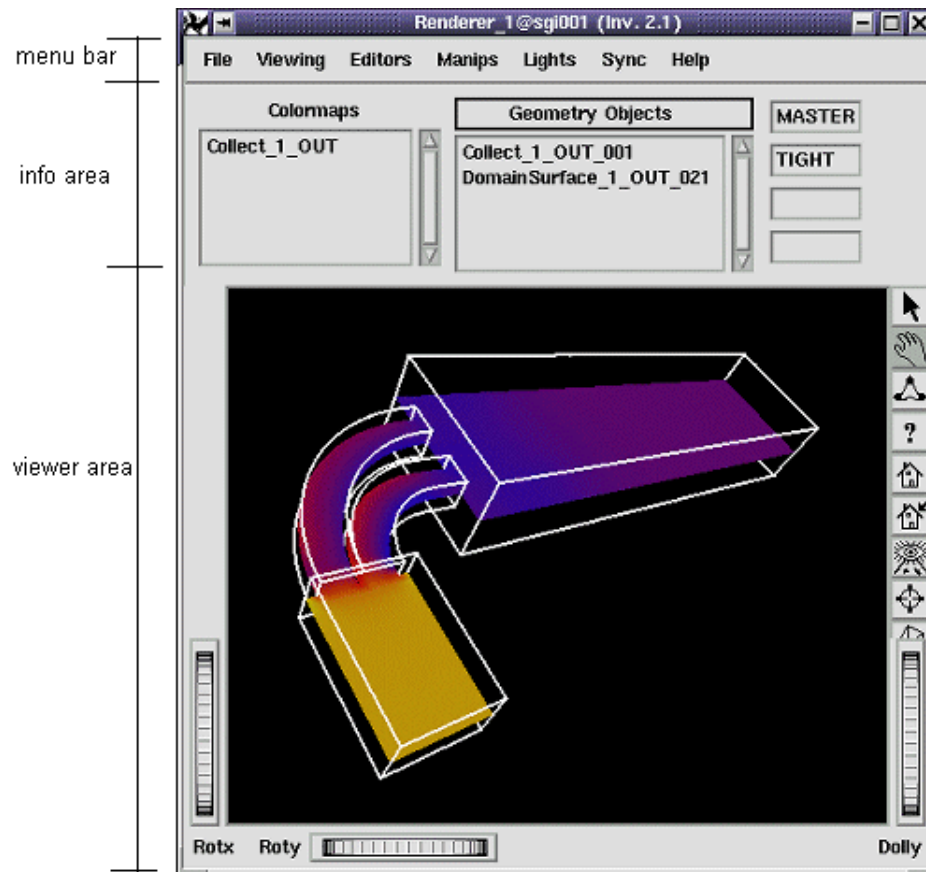 Renderer_1@sgi001 (Inv. 2.1)
menu bar
File Viewing Editors Manips Lights Sync Help
Colormaps
Geometry Objects
MASTER
Collect_1_OUT
Collect_1_OUT_001
TIGHT
info area
DomainSurface_1_OUT_021
?
viewer area
Rotx Roty Dolly